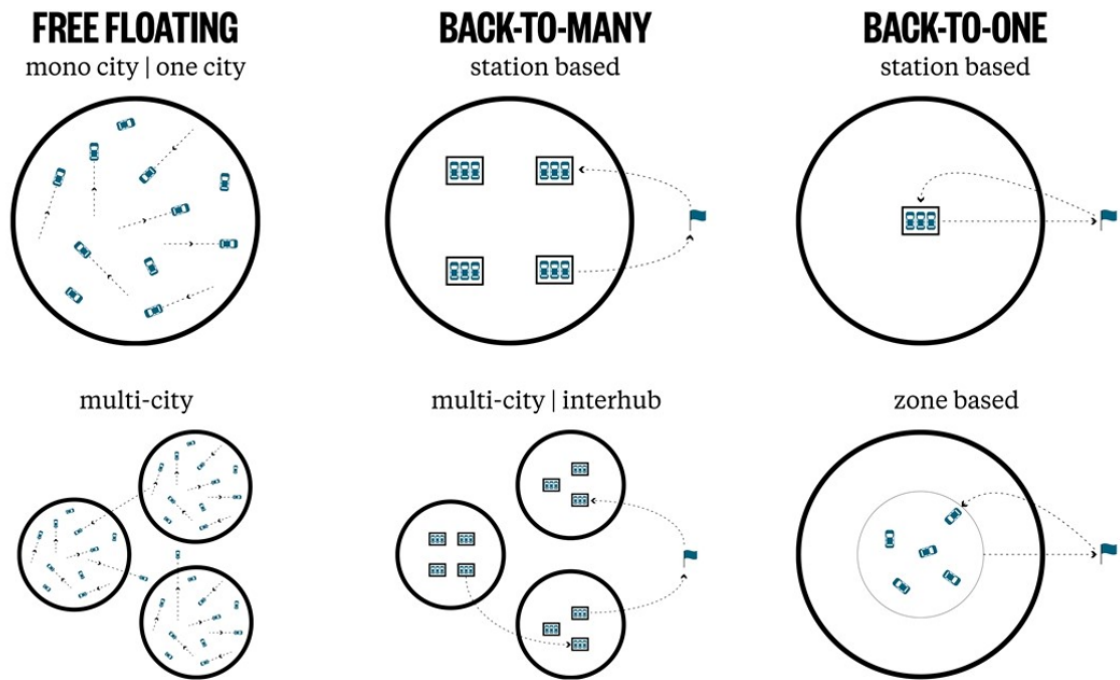 FREE FLOATING
mono city | one city
BACK-TO-MANY
station based
BACK-TO-ONE
station based
multi-city
multi-city | interhub
zone based